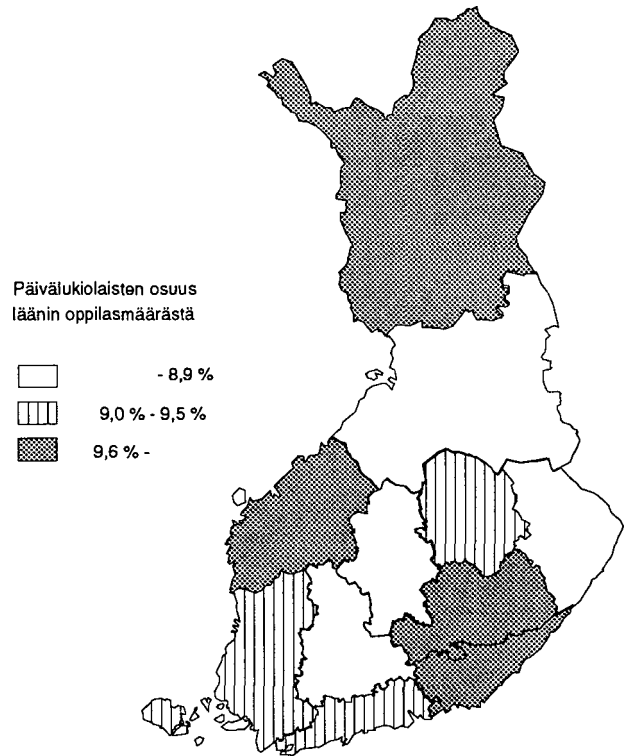 Päivälukiolaisten osuus
läänin oppilasmäärästä
- 8,9 %
9,0 % - 9,5 %
9,6 % -